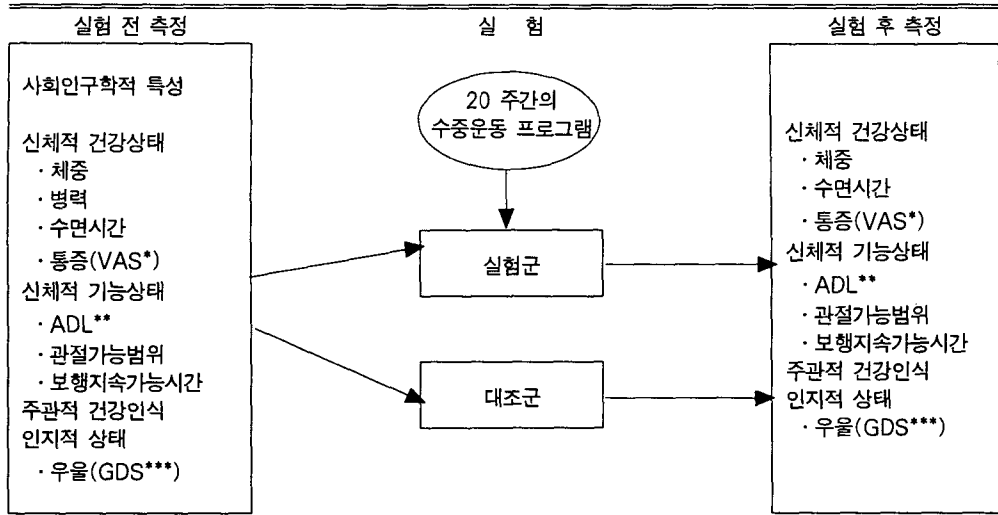 실험 전 측정
사회인구학적 특성
신체적 건강상태
· 체중
· 병력
· 수면시간
· 통증(VAS*)
신체적 기능상태
· ADL**
· 관절가능범위
· 보행지속가능시간
주관적 건강인식
인지적 상태
· 우울(GDS***)
실 험
20 주간의
수중운동 프로그램
실험군
대조군
실험 후 측정
신체적 건강상태
· 체중
· 수면시간
· 통증(VAS*)
신체적 기능상태
· ADL**
· 관절가능범위
· 보행지속가능시간
주관적 건강인식
인지적 상태
· 우울(GDS***)